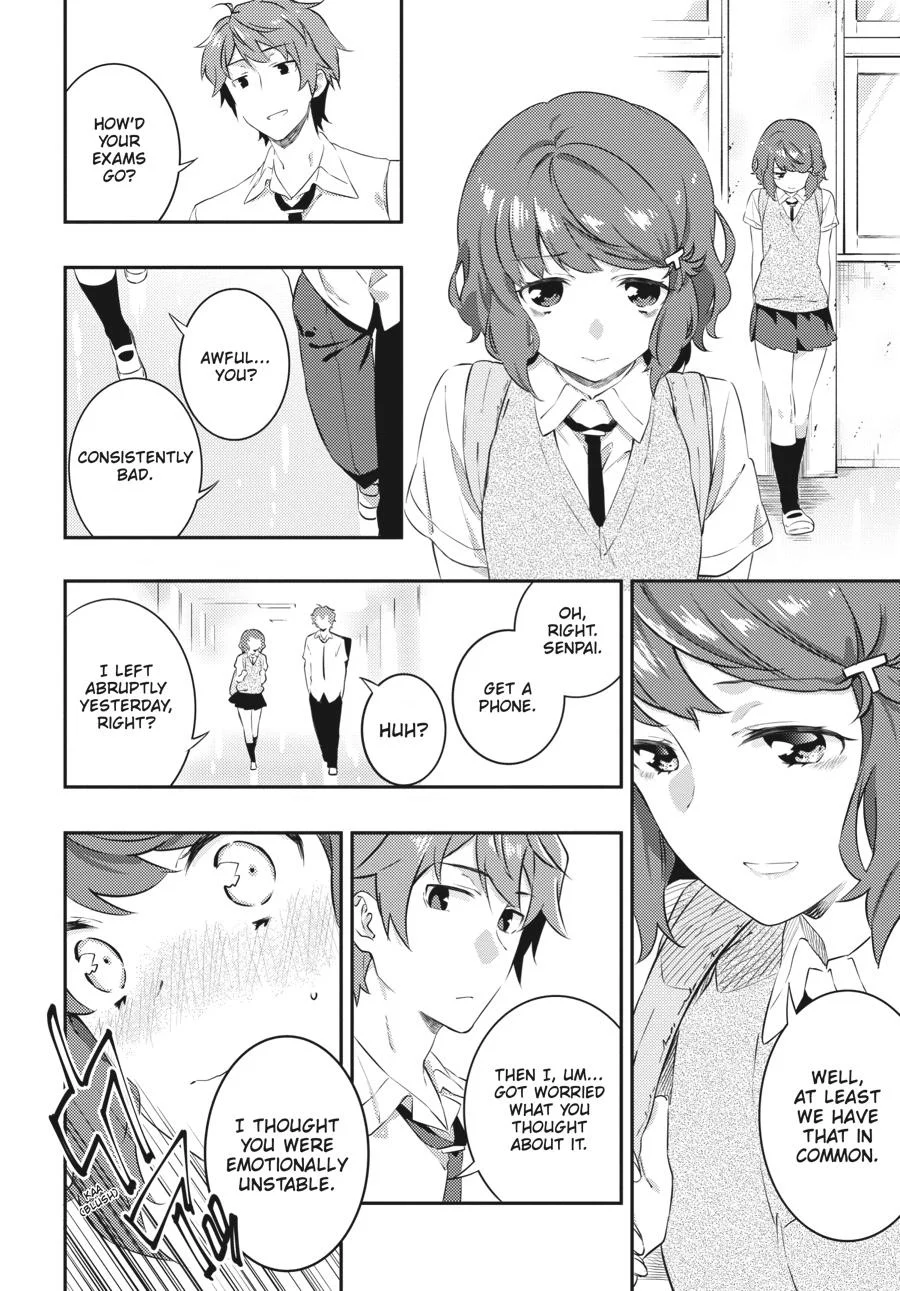 HOW'D
YOUR
EXAMS
GO?
AWFUL...
YOU?
CONSISTENTLY
BAD.
WELL,
AT LEAST
WE HAVE
THAT IN
COMMON.
OH,
RIGHT.
SENPAI.
GET A
PHONE.
HUH?
I LEFT
ABRUPTLY
YESTERDAY,
RIGHT?
THEN I, UM...
GOT WORRIED
WHAT YOU
THOUGHT
ABOUT IT.
I THOUGHT
YOU WERE
EMOTIONALLY
UNSTABLE.
KAA
(BLUSH)